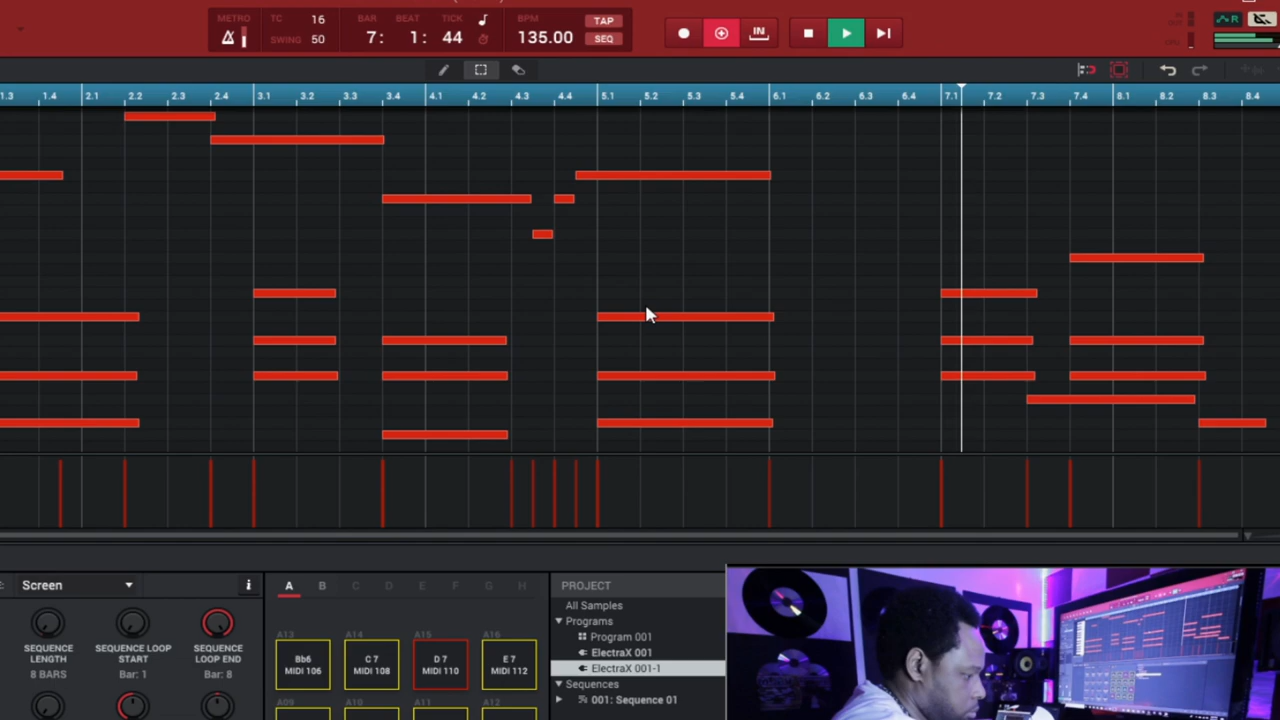 METRO TC 16 BAR BEAT TICK BPM TAP
SWING 50 7: 1: 44 135.00 SEQ
IN
R
1.3 1.4 2.1 2.2 2.3 2.4 3.1 3.2 3.3 3.4 4.1 4.2 4.3 4.4 5.1 5.2 5.3 5.4 6.1 6.2 6.3 6.4 7.1 7.2 7.3 7.4 8.1 8.2 8.3 8.4
Screen
i
SEQUENCE LENGTH
8 BARS
SEQUENCE LOOP START
Bar: 1
SEQUENCE LOOP END
Bar: 8
A B C D E F G H
A13 A14 A15 A16
Bb6 C 7 D 7 E 7
MIDI 106 MIDI 108 MIDI 110 MIDI 112
A09 A10 A11 A12
PROJECT
All Samples
Programs
Program 001
ElectraX 001
ElectraX 001-1
Sequences
001: Sequence 01